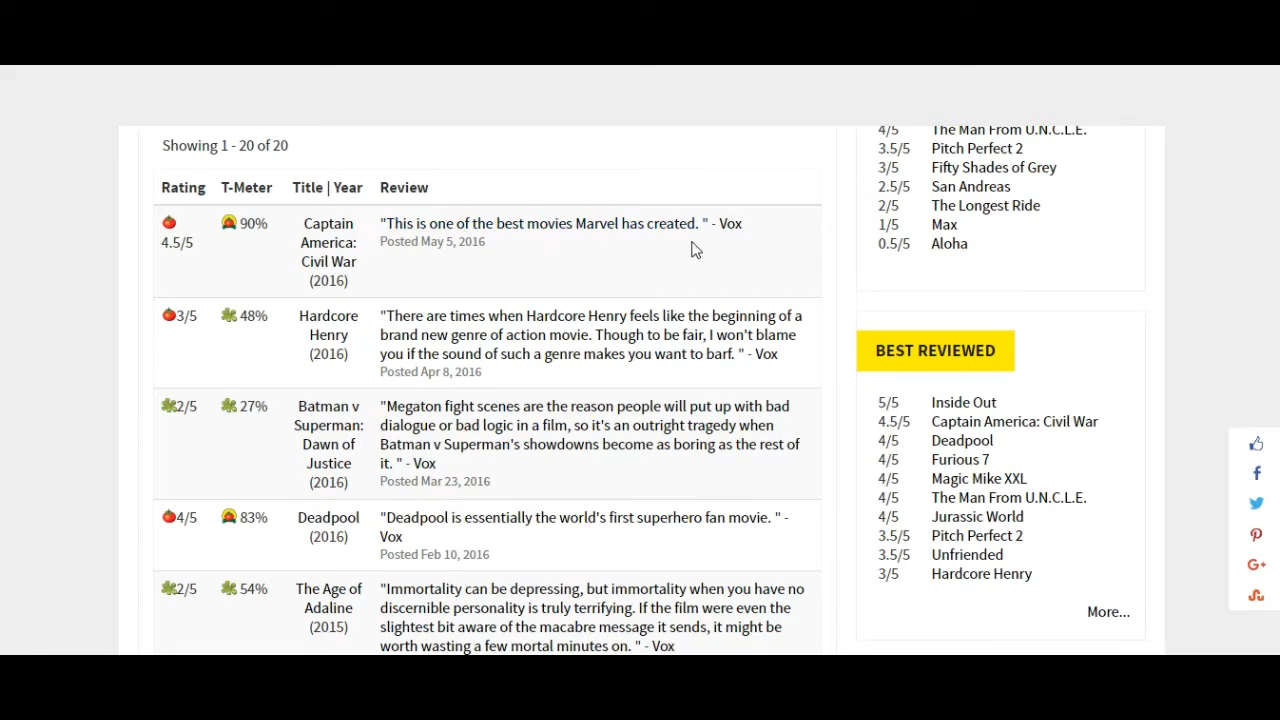 Showing 1 - 20 of 20
Rating T-Meter Title | Year Review
4.5/5
90%
Captain
America:
Civil War
(2016)
"This is one of the best movies Marvel has created. " - Vox
Posted May 5, 2016
3/5
48%
Hardcore
Henry
(2016)
"There are times when Hardcore Henry feels like the beginning of a
brand new genre of action movie. Though to be fair, I won't blame
you if the sound of such a genre makes you want to barf. " - Vox
Posted Apr 8, 2016
2/5
27%
Batman v
Superman:
Dawn of
Justice
(2016)
"Megaton fight scenes are the reason people will put up with bad
dialogue or bad logic in a film, so it's an outright tragedy when
Batman v Superman's showdowns become as boring as the rest of
it. " - Vox
Posted Mar 23, 2016
4/5
83%
Deadpool
(2016)
"Deadpool is essentially the world's first superhero fan movie. " -
Vox
Posted Feb 10, 2016
2/5
54%
The Age of
Adaline
(2015)
"Immortality can be depressing, but immortality when you have no
discernible personality is truly terrifying. If the film were even the
slightest bit aware of the macabre message it sends, it might be
worth wasting a few mortal minutes on. " - Vox
4/5 The Man From U.N.C.L.E.
3.5/5 Pitch Perfect 2
3/5 Fifty Shades of Grey
2.5/5 San Andreas
2/5 The Longest Ride
1/5 Max
0.5/5 Aloha
BEST REVIEWED
5/5 Inside Out
4.5/5 Captain America: Civil War
4/5 Deadpool
4/5 Furious 7
4/5 Magic Mike XXL
4/5 The Man From U.N.C.L.E.
4/5 Jurassic World
3.5/5 Pitch Perfect 2
3.5/5 Unfriended
3/5 Hardcore Henry
More...
G+